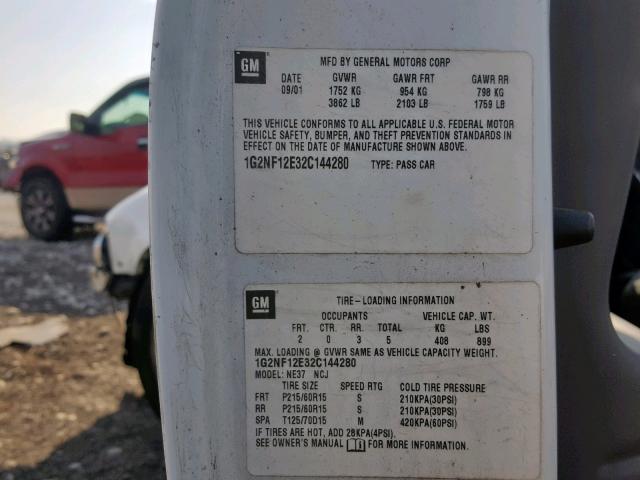 GM
MFD BY GENERAL MOTORS CORP
DATE GVWR GAWR FRT GAWR RR
09/01 1752 KG 954 KG 798 KG
3862 LB 2103 LB 1759 LB
THIS VEHICLE CONFORMS TO ALL APPLICABLE U.S. FEDERAL MOTOR
VEHICLE SAFETY, BUMPER, AND THEFT PREVENTION STANDARDS IN
EFFECT ON THE DATE OF MANUFACTURE SHOWN ABOVE.
1G2NF12E32C144280 TYPE: PASS CAR
GM
TIRE-LOADING INFORMATION
OCCUPANTS VEHICLE CAP. WT.
FRT. CTR. RR. TOTAL KG LBS
2 0 3 5 408 899
MAX. LOADING @ GVWR SAME AS VEHICLE CAPACITY WEIGHT.
1G2NF12E32C144280
MODEL: NE37 NCJ
TIRE SIZE SPEED RTG COLD TIRE PRESSURE
FRT P215/60R15 S 210KPA(30PSI)
RR P215/60R15 S 210KPA(30PSI)
SPA T125/70D15 M 420KPA(60PSI)
IF TIRES ARE HOT, ADD 28KPA(4PSI).
SEE OWNER'S MANUAL FOR MORE INFORMATION.